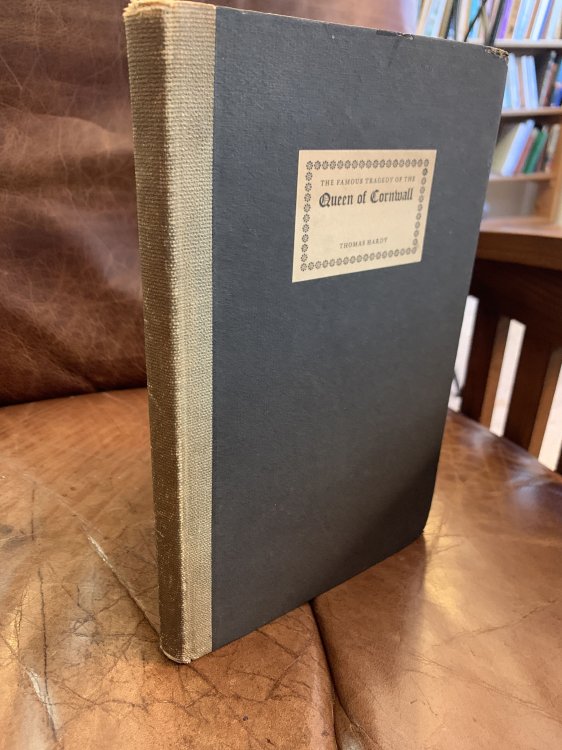 THE FAMOUS TRAGEDY OF THE
Queen of Cornwall
THOMAS HARDY